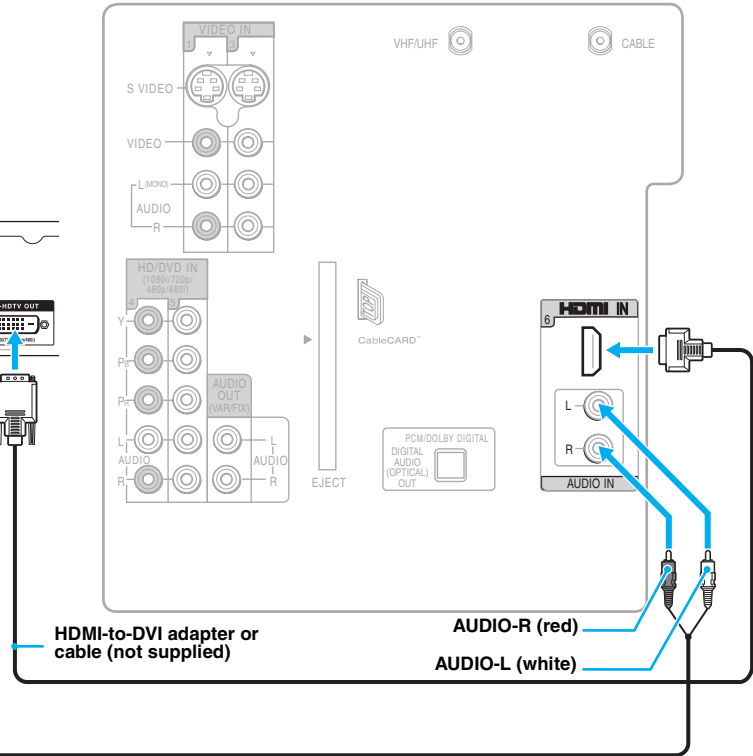 VIDEO IN
1
3
VHF/UHF
CABLE
S VIDEO
VIDEO
L(MONO)
AUDIO
R
HD/DVD IN
(1080i/720p/
480p/480i)
4
5
Y
PB
PR
L
AUDIO
R
AUDIO
OUT
(VAR/FIX)
L
AUDIO
R
CableCARD™
EJECT
PCM/DOLBY DIGITAL
DIGITAL
AUDIO
(OPTICAL)
OUT
HDMI IN
6
L
R
AUDIO IN
-HDTV OUT
HDMI-to-DVI adapter or
cable (not supplied)
AUDIO-R (red)
AUDIO-L (white)